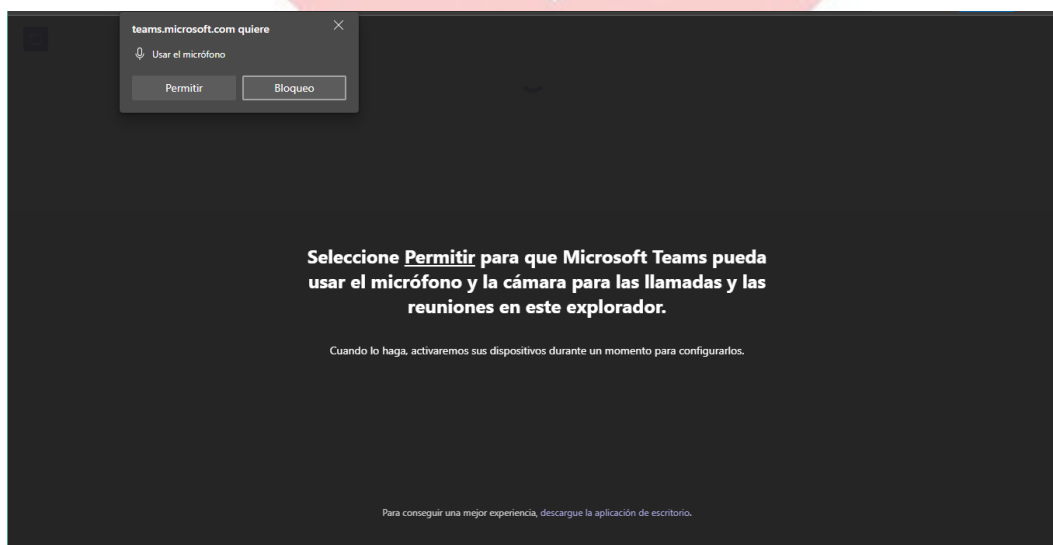 teams.microsoft.com quiere
Usar el micrófono
Permitir
Bloqueo
Seleccione Permitir para que Microsoft Teams pueda
usar el micrófono y la cámara para las llamadas y las
reuniones en este explorador.
Cuando lo haga, activaremos sus dispositivos durante un momento para configurarlos.
Para conseguir una mejor experiencia, descargue la aplicación de escritorio.